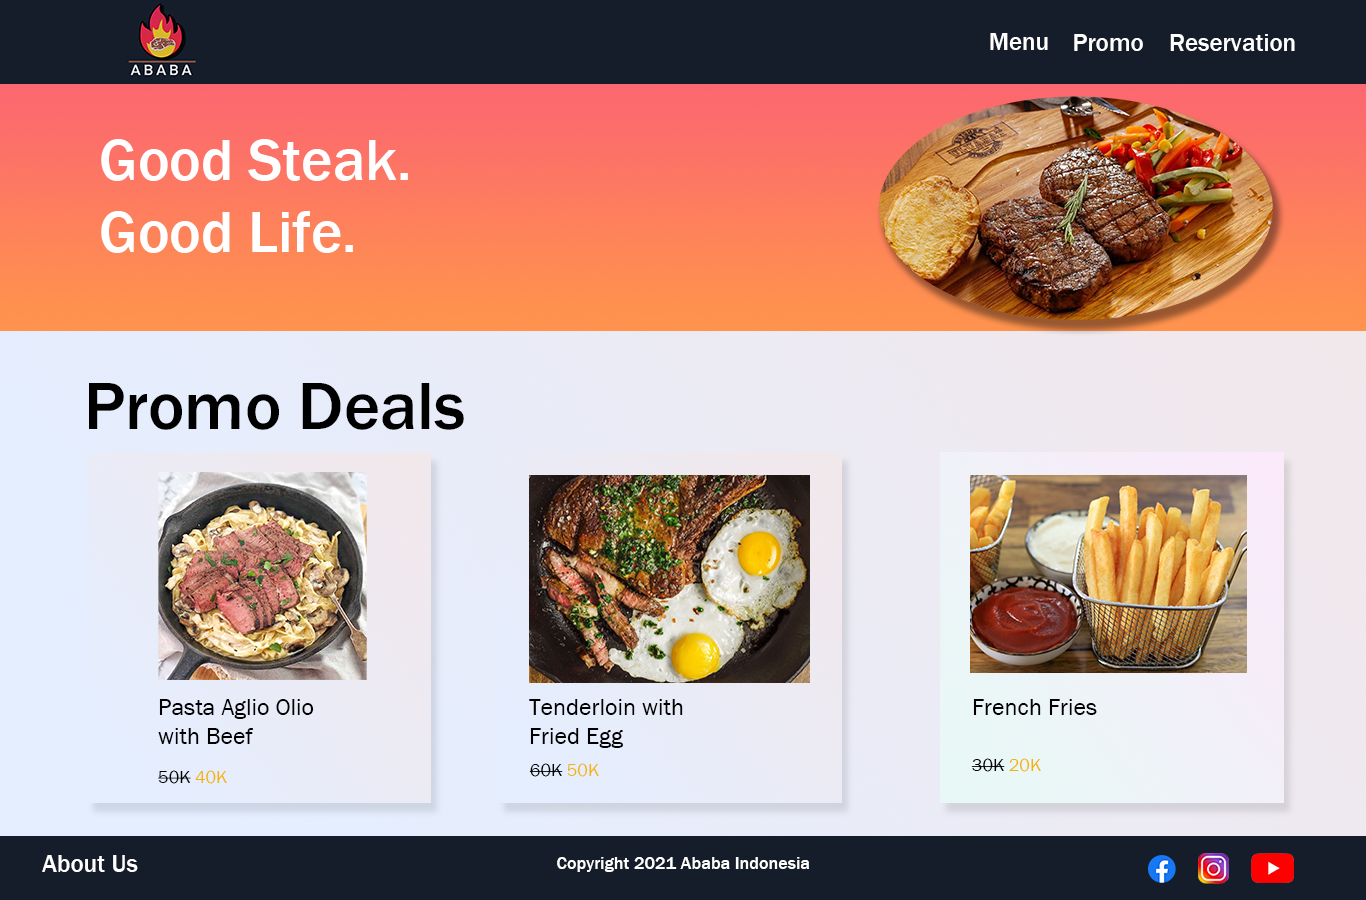 ABABA
Menu Promo Reservation
Good Steak.
Good Life.
Promo Deals
Pasta Aglio Olio
with Beef
50K 40K
Tenderloin with
Fried Egg
60K 50K
French Fries
30K 20K
About Us
Copyright 2021 Ababa Indonesia